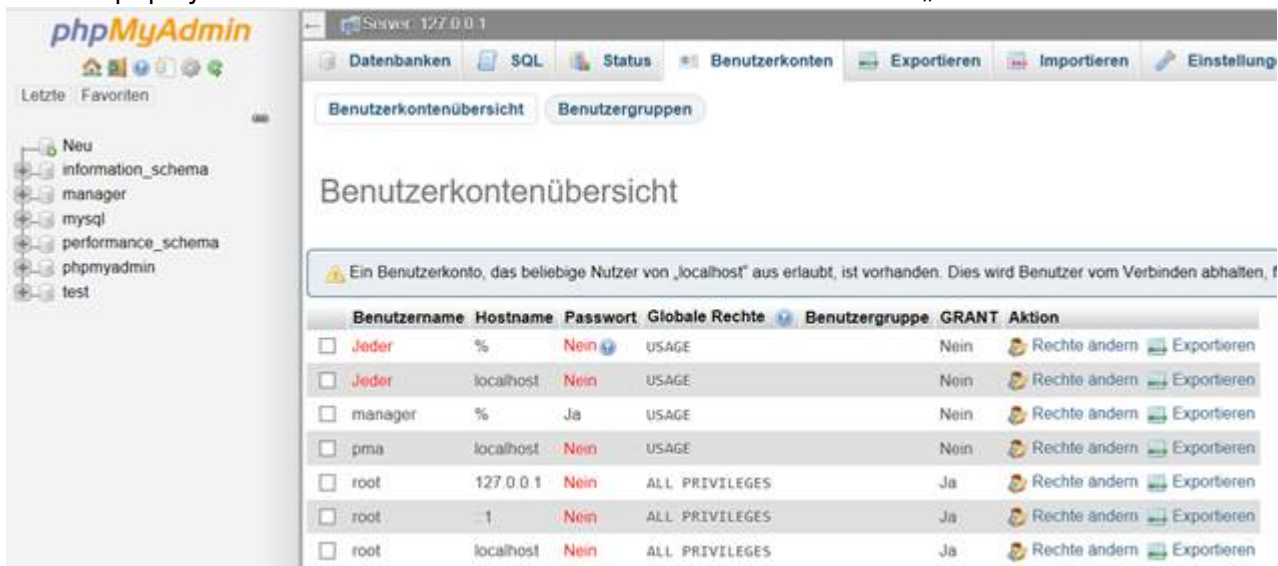 phpMyAdmin
Letzte Favoriten
Neu
information_schema
manager
mysql
performance_schema
phpmyadmin
test
Server: 127.0.0.1
Datenbanken SQL Status Benutzerkonten Exportieren Importieren Einstellung
Benutzerkontenübersicht Benutzergruppen
Benutzerkontenübersicht
Ein Benutzerkonto, das beliebige Nutzer von „localhost“ aus erlaubt, ist vorhanden. Dies wird Benutzer vom Verbinden abhalten, f
Benutzername Hostname Passwort Globale Rechte Benutzergruppe GRANT Aktion
Jeder % Nein USAGE Nein Rechte ändern Exportieren
Jeder localhost Nein USAGE Nein Rechte ändern Exportieren
manager % Ja USAGE Nein Rechte ändern Exportieren
pma localhost Nein USAGE Nein Rechte ändern Exportieren
root 127.0.0.1 Nein ALL PRIVILEGES Ja Rechte ändern Exportieren
root ::1 Nein ALL PRIVILEGES Ja Rechte ändern Exportieren
root localhost Nein ALL PRIVILEGES Ja Rechte ändern Exportieren